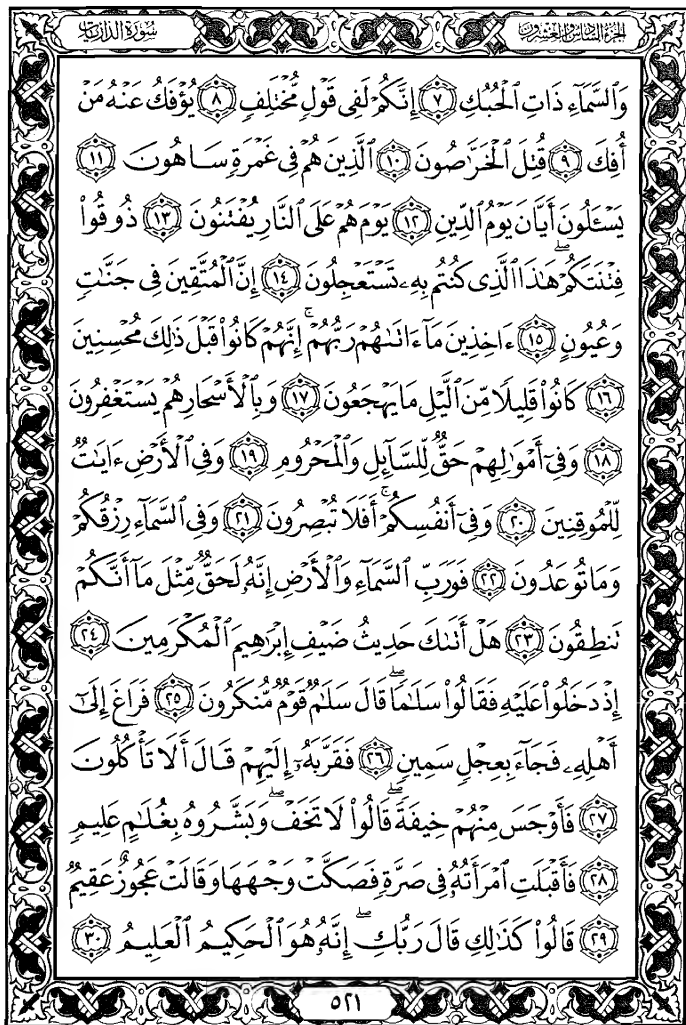 الجزء السادس والعشرون
سورة الذاريات
وَٱلسَّمَآءِ ذَاتِ ٱلْحُبُكِ ٧ إِنَّكُمْ لَفِى قَوْلٍ مُّخْتَلِفٍ ٨ يُؤْفَكُ عَنْهُ مَنْ
أُفِكَ ٩ قُتِلَ ٱلْخَرَّٰصُونَ ١٠ ٱلَّذِينَ هُمْ فِى غَمْرَةٍ سَاهُونَ ١١
يَسْـَٔلُونَ أَيَّانَ يَوْمُ ٱلدِّينِ ١٢ يَوْمَ هُمْ عَلَى ٱلنَّارِ يُفْتَنُونَ ١٣ ذُوقُوا۟
فِتْنَتَكُمْ هَٰذَا ٱلَّذِى كُنتُم بِهِۦ تَسْتَعْجِلُونَ ١٤ إِنَّ ٱلْمُتَّقِينَ فِى جَنَّٰتٍ
وَعُيُونٍ ١٥ ءَاخِذِينَ مَآ ءَاتَىٰهُمْ رَبُّهُمْ ۚ إِنَّهُمْ كَانُوا۟ قَبْلَ ذَٰلِكَ مُحْسِنِينَ
١٦ كَانُوا۟ قَلِيلًا مِّنَ ٱلَّيْلِ مَا يَهْجَعُونَ ١٧ وَبِٱلْأَسْحَارِ هُمْ يَسْتَغْفِرُونَ
١٨ وَفِىٓ أَمْوَٰلِهِمْ حَقٌّ لِّلسَّآئِلِ وَٱلْمَحْرُومِ ١٩ وَفِى ٱلْأَرْضِ ءَايَٰتٌ
لِّلْمُوقِنِينَ ٢٠ وَفِىٓ أَنفُسِكُمْ ۚ أَفَلَا تُبْصِرُونَ ٢١ وَفِى ٱلسَّمَآءِ رِزْقُكُمْ
وَمَا تُوعَدُونَ ٢٢ فَوَرَبِّ ٱلسَّمَآءِ وَٱلْأَرْضِ إِنَّهُۥ لَحَقٌّ مِّثْلَ مَآ أَنَّكُمْ
تَنطِقُونَ ٢٣ هَلْ أَتَىٰكَ حَدِيثُ ضَيْفِ إِبْرَٰهِيمَ ٱلْمُكْرَمِينَ ٢٤
إِذْ دَخَلُوا۟ عَلَيْهِ فَقَالُوا۟ سَلَٰمًا ۖ قَالَ سَلَٰمٌ قَوْمٌ مُّنكَرُونَ ٢٥ فَرَاغَ إِلَىٰٓ
أَهْلِهِۦ فَجَآءَ بِعِجْلٍ سَمِينٍ ٢٦ فَقَرَّبَهُۥٓ إِلَيْهِمْ قَالَ أَلَا تَأْكُلُونَ
٢٧ فَأَوْجَسَ مِنْهُمْ خِيفَةً ۖ قَالُوا۟ لَا تَخَفْ ۖ وَبَشَّرُوهُ بِغُلَٰمٍ عَلِيمٍ
٢٨ فَأَقْبَلَتِ ٱمْرَأَتُهُۥ فِى صَرَّةٍ فَصَكَّتْ وَجْهَهَا وَقَالَتْ عَجُوزٌ عَقِيمٌ
٢٩ قَالُوا۟ كَذَٰلِكِ قَالَ رَبُّكِ ۖ إِنَّهُۥ هُوَ ٱلْحَكِيمُ ٱلْعَلِيمُ ٣٠
٥٢١